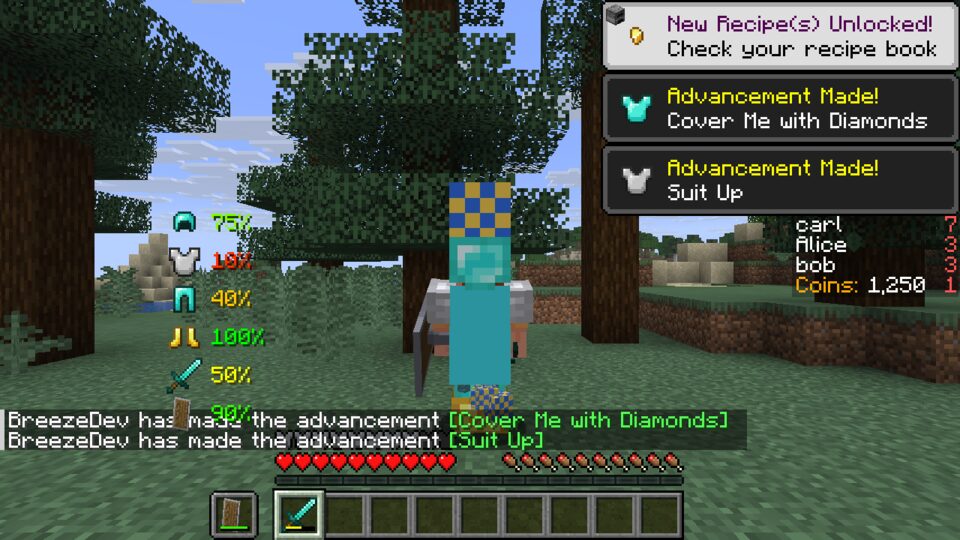 New Recipe(s) Unlocked!
Check your recipe book
Advancement Made!
Cover Me with Diamonds
Advancement Made!
Suit Up
carl 7
Alice 3
bob 3
Coins: 1,250 1
75%
10%
40%
100%
50%
90%
BreezeDev has made the advancement [Cover Me with Diamonds]
BreezeDev has made the advancement [Suit Up]